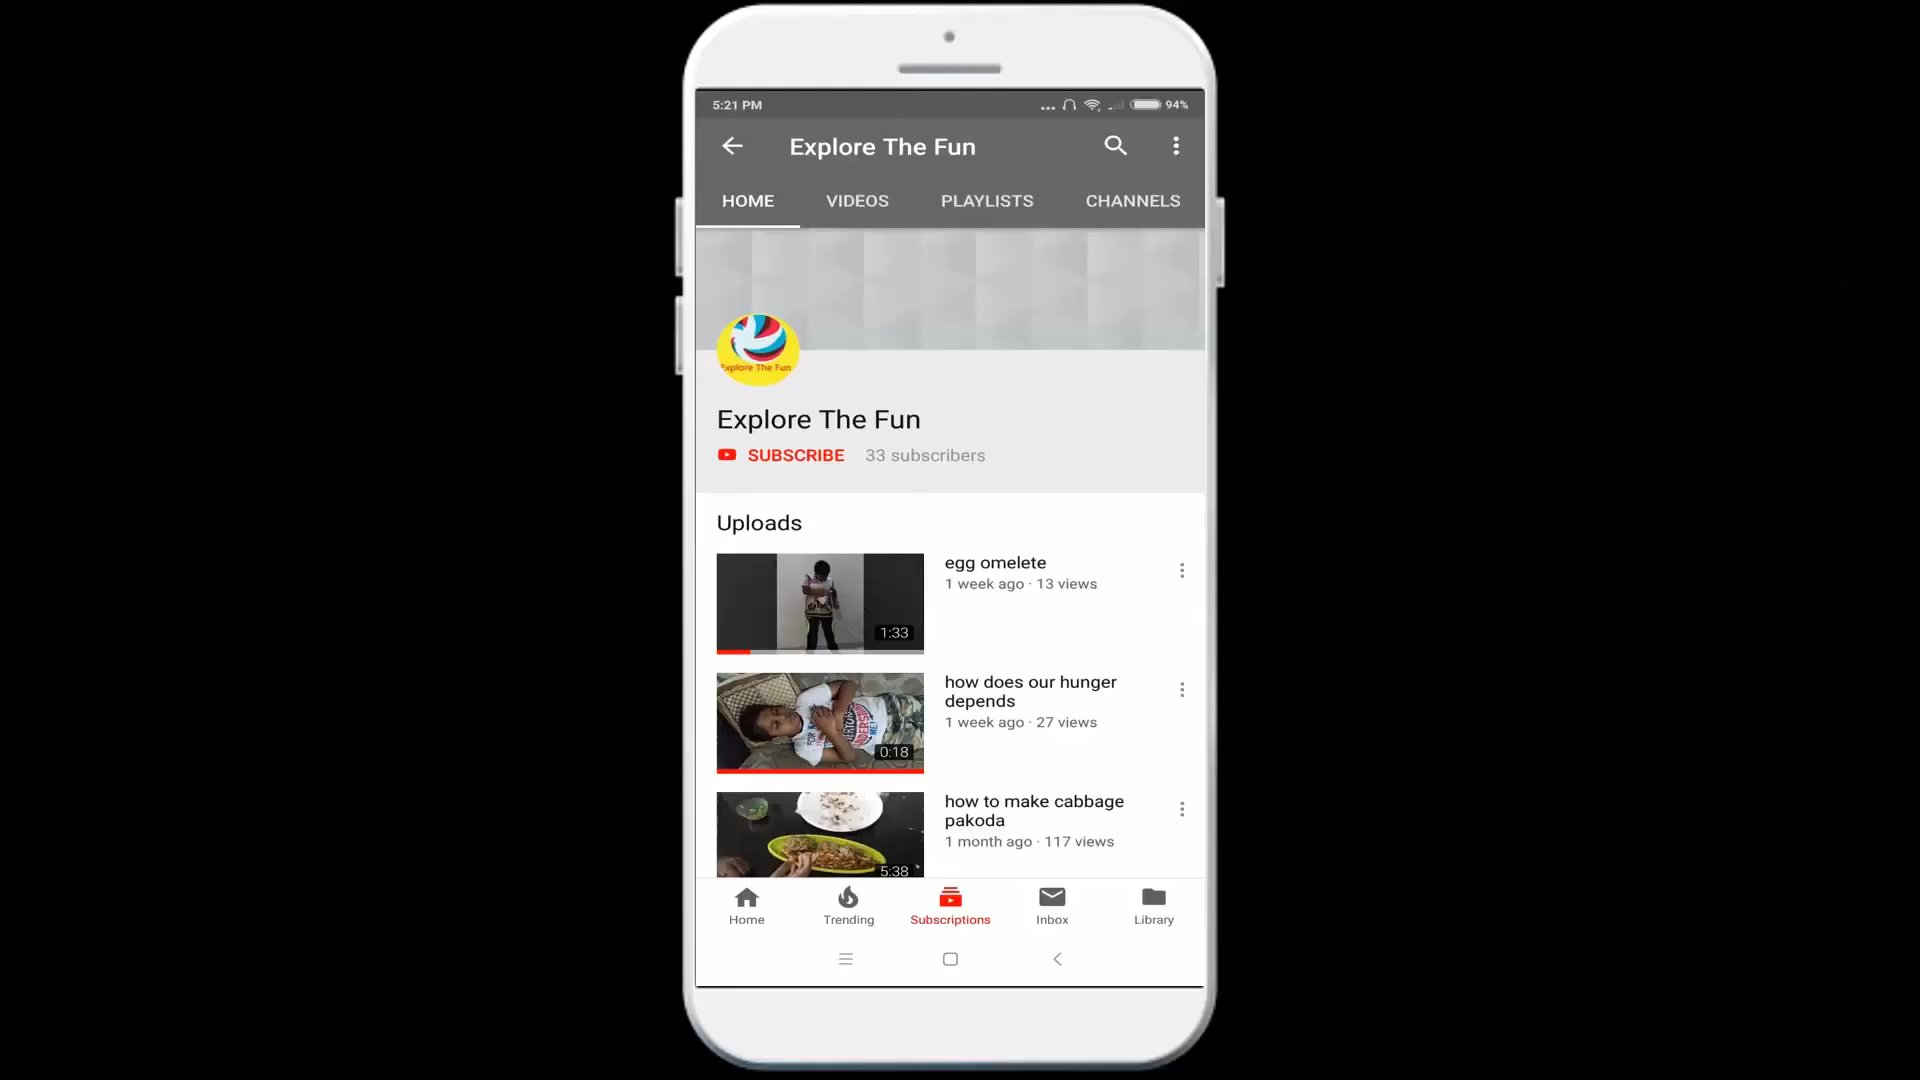 5:21 PM
94%
Explore The Fun
HOME VIDEOS PLAYLISTS CHANNELS
Explore The Fun
Explore The Fun
SUBSCRIBE 33 subscribers
Uploads
egg omelete
1 week ago · 13 views
1:33
how does our hunger
depends
1 week ago · 27 views
0:18
how to make cabbage
pakoda
1 month ago · 117 views
5:38
Home Trending Subscriptions Inbox Library